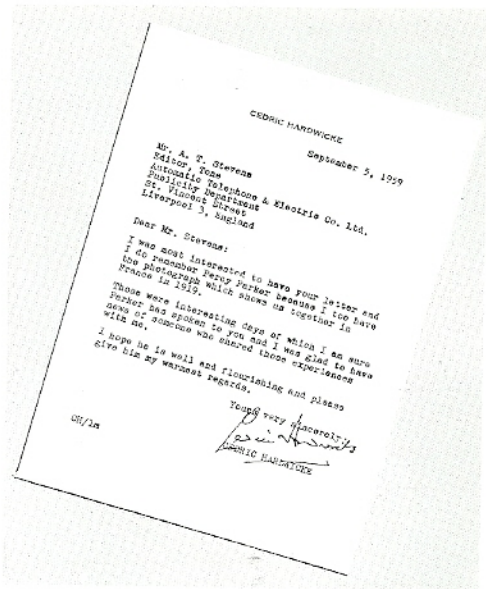 CEDRIC HARDWICKE
September 5, 1959
Mr. A. T. Stevens
Editor, Tone
Automatic Telephone & Electric Co. Ltd.
Publicity Department
St. Vincent Street
Liverpool 3, England
Dear Mr. Stevens:
I was most interested to have your letter and
I do remember Percy Parker because I too have
the photograph which shows us together in
France in 1919.
Those were interesting days of which I am sure
Parker has spoken to you and I was glad to have
news of someone who shared those experiences
with me.
I hope he is well and flourishing and please
give him my warmest regards.
Yours very sincerely,
Cedric Hardwicke
CEDRIC HARDWICKE
CH/lm